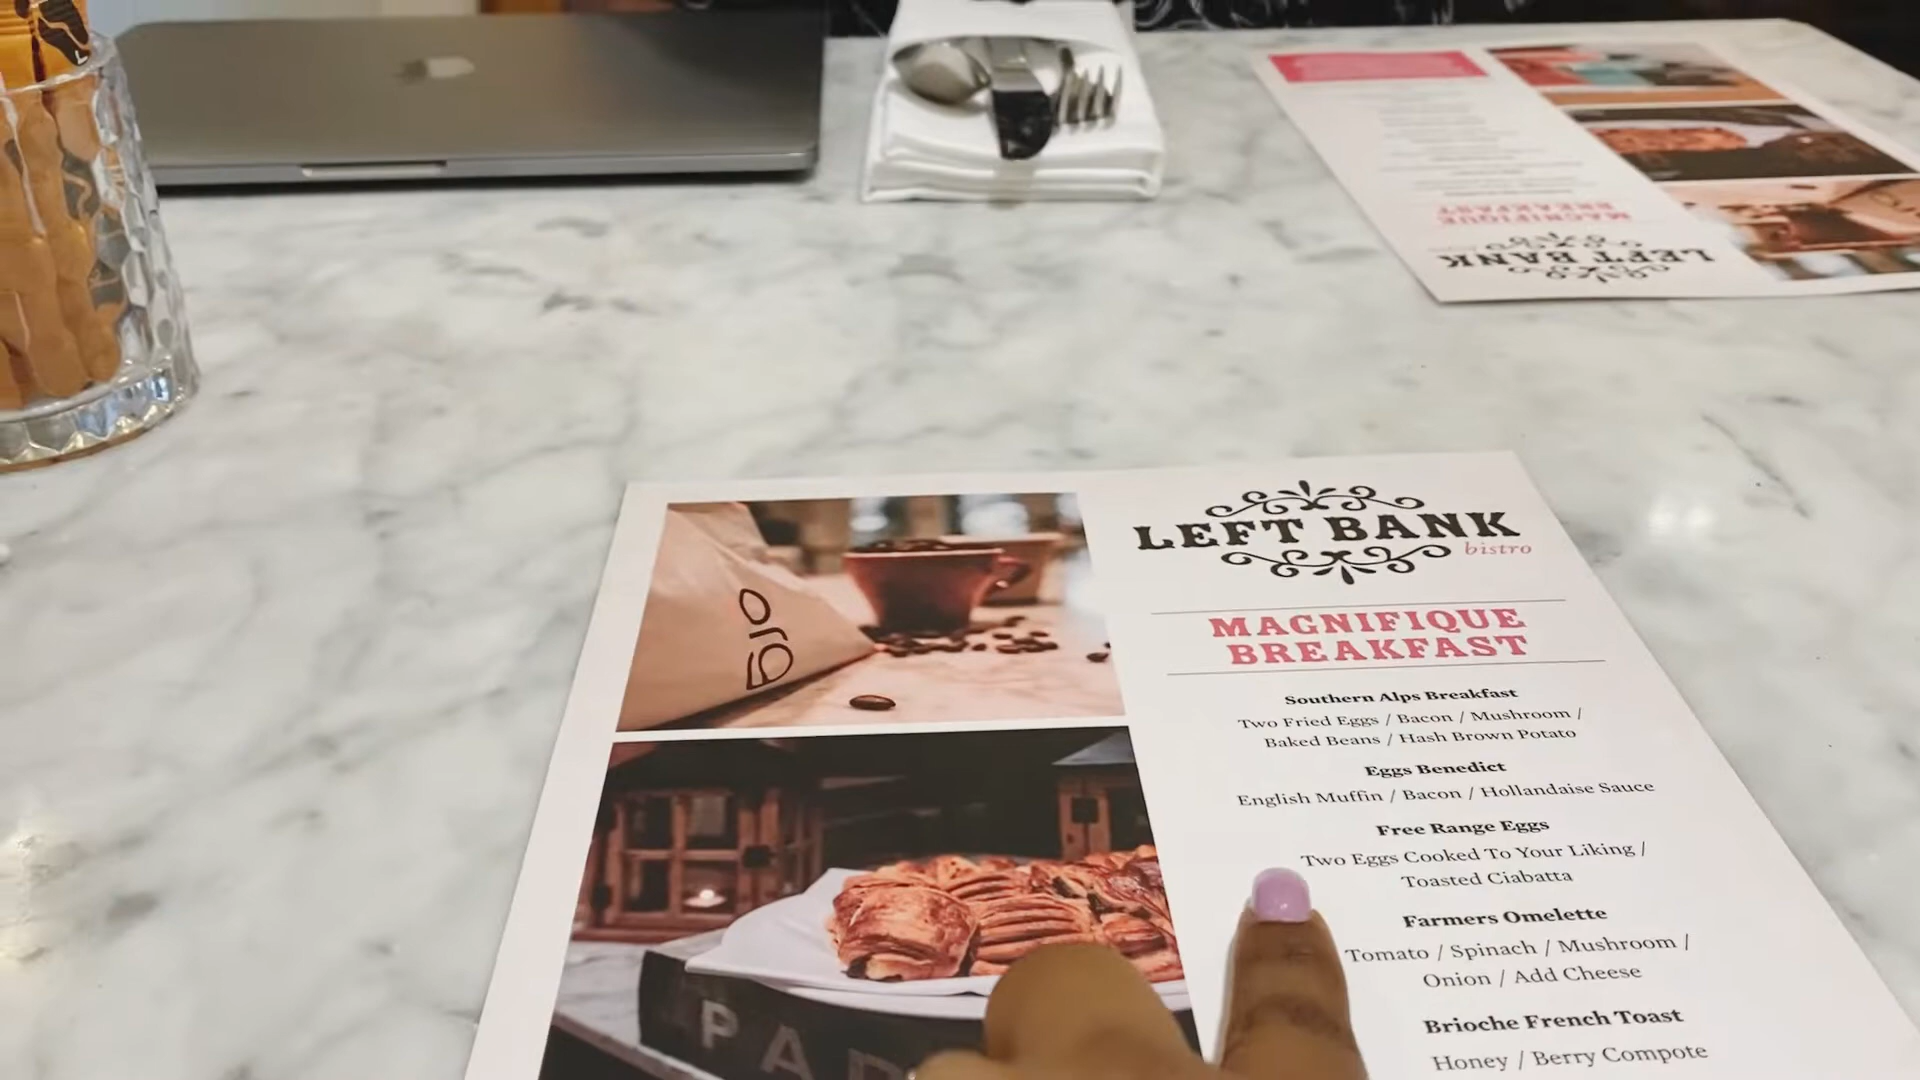 MAGNIFIQUE
BREAKFAST
LEFT BANK
LEFT BANK
bistro
MAGNIFIQUE
BREAKFAST
Southern Alps Breakfast
Two Fried Eggs / Bacon / Mushroom /
Baked Beans / Hash Brown Potato
Eggs Benedict
English Muffin / Bacon / Hollandaise Sauce
Free Range Eggs
Two Eggs Cooked To Your Liking /
Toasted Ciabatta
Farmers Omelette
Tomato / Spinach / Mushroom /
Onion / Add Cheese
Brioche French Toast
Honey / Berry Compote